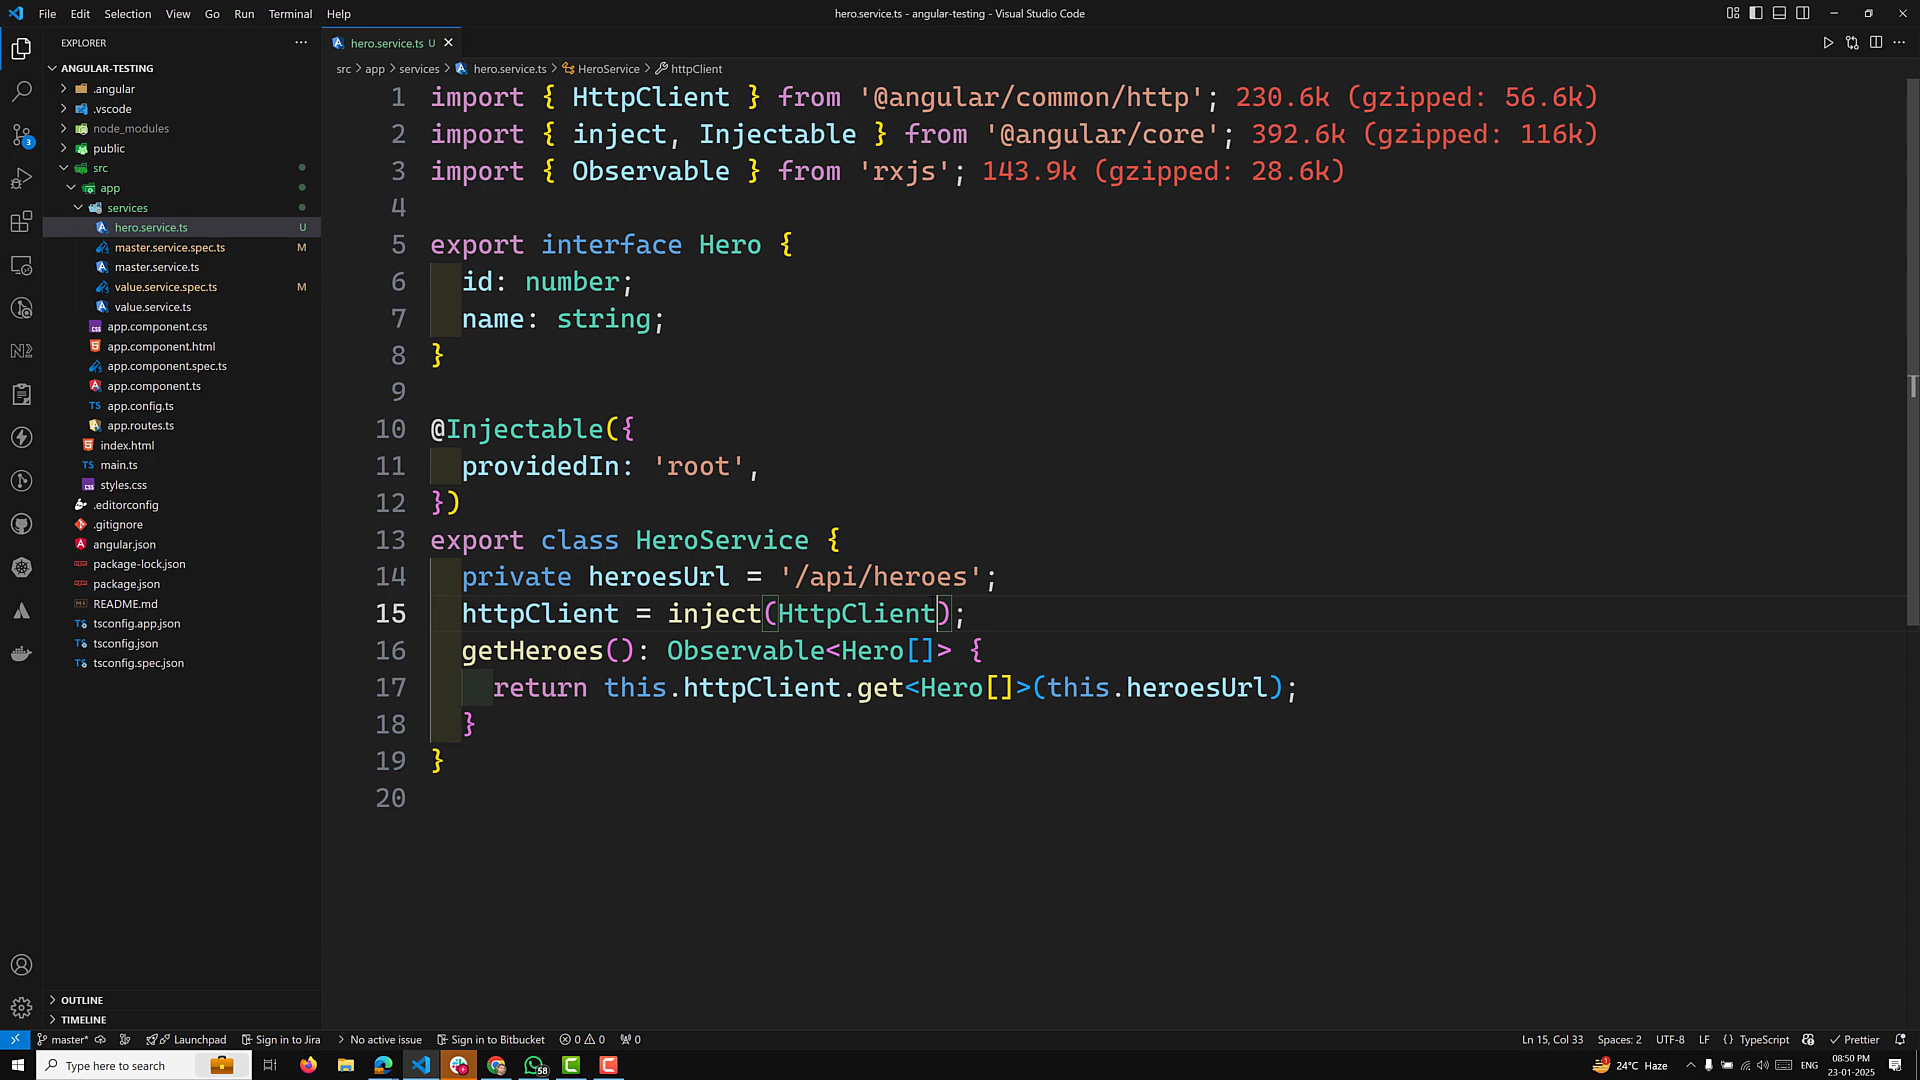 File Edit Selection View Go Run Terminal Help
hero.service.ts - angular-testing - Visual Studio Code
EXPLORER
ANGULAR-TESTING
.angular
.vscode
node_modules
public
src
app
services
hero.service.ts U
master.service.spec.ts M
master.service.ts
value.service.spec.ts M
value.service.ts
app.component.css
app.component.html
app.component.spec.ts
app.component.ts
TS app.config.ts
app.routes.ts
index.html
TS main.ts
styles.css
.editorconfig
.gitignore
angular.json
package-lock.json
package.json
README.md
tsconfig.app.json
tsconfig.json
tsconfig.spec.json
OUTLINE
TIMELINE
3
hero.service.ts U
src > app > services > hero.service.ts > HeroService > httpClient
1 import { HttpClient } from '@angular/common/http'; 230.6k (gzipped: 56.6k)
2 import { inject, Injectable } from '@angular/core'; 392.6k (gzipped: 116k)
3 import { Observable } from 'rxjs'; 143.9k (gzipped: 28.6k)
4
5 export interface Hero {
6 id: number;
7 name: string;
8 }
9
10 @Injectable({
11 providedIn: 'root',
12 })
13 export class HeroService {
14 private heroesUrl = '/api/heroes';
15 httpClient = inject(HttpClient);
16 getHeroes(): Observable<Hero[]> {
17 return this.httpClient.get<Hero[]>(this.heroesUrl);
18 }
19 }
20
master* Launchpad Sign in to Jira No active issue Sign in to Bitbucket 0 0 0
Ln 15, Col 33 Spaces: 2 UTF-8 LF {} TypeScript Prettier
Type here to search
58
24°C Haze
ENG
08:50 PM
23-01-2025